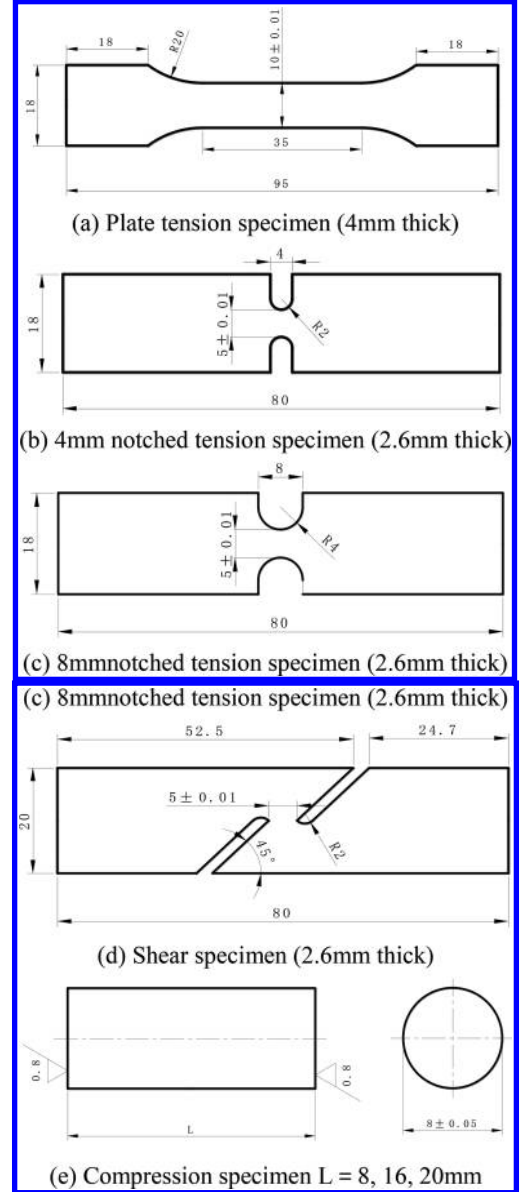 18
R20
10±0.01
18
18
35
95
(a) Plate tension specimen (4mm thick)
4
18
5±0.01
R2
80
(b) 4mm notched tension specimen (2.6mm thick)
8
18
5±0.01
R4
80
(c) 8mmnotched tension specimen (2.6mm thick)
(c) 8mmnotched tension specimen (2.6mm thick)
52.5
24.7
5±0.01
20
45°
R2
80
(d) Shear specimen (2.6mm thick)
0.8
0.8
L
8±0.05
(e) Compression specimen L = 8, 16, 20mm